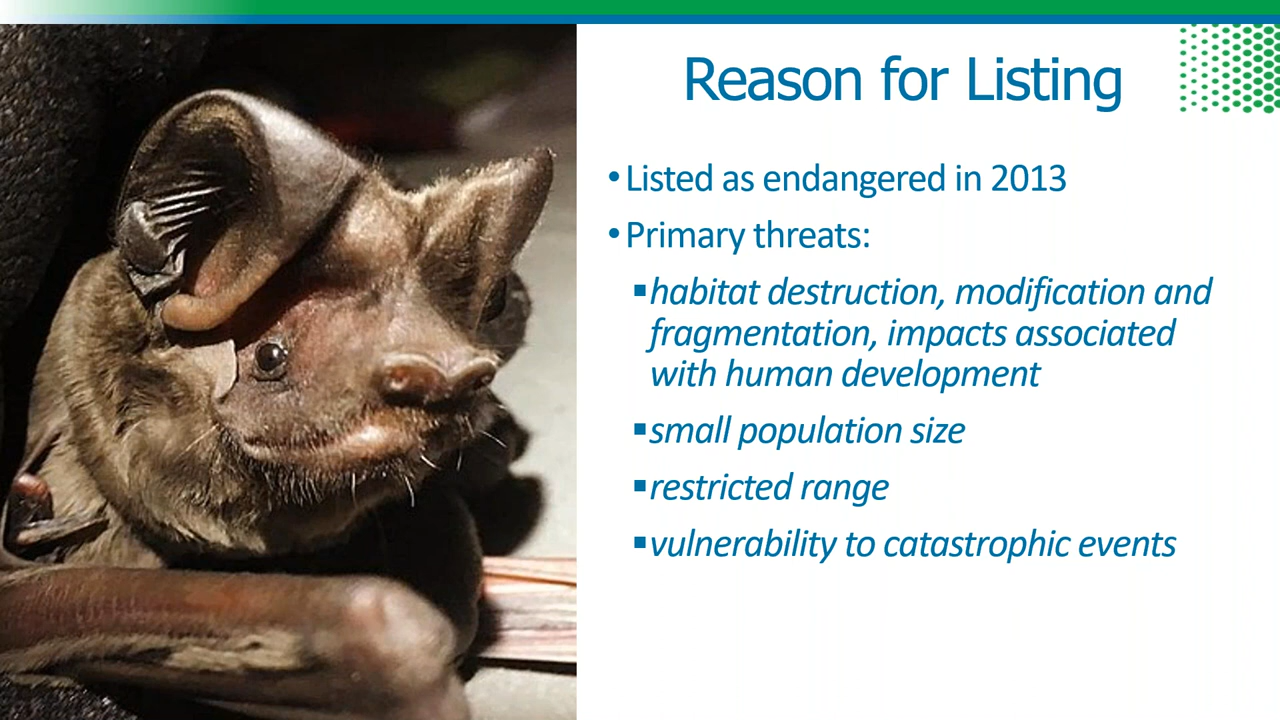 Reason for Listing
• Listed as endangered in 2013
• Primary threats:
▪ habitat destruction, modification and
fragmentation, impacts associated
with human development
▪ small population size
▪ restricted range
▪ vulnerability to catastrophic events